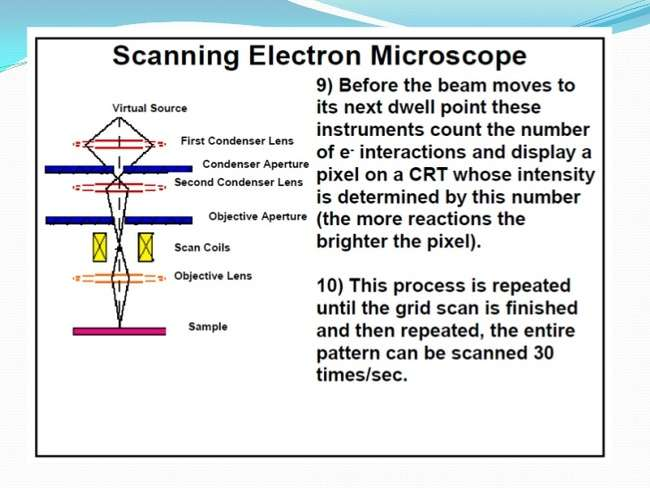 Scanning Electron Microscope
Virtual Source
First Condenser Lens
Condenser Aperture
Second Condenser Lens
Objective Aperture
Scan Coils
Objective Lens
Sample
9) Before the beam moves to
its next dwell point these
instruments count the number
of e- interactions and display a
pixel on a CRT whose intensity
is determined by this number
(the more reactions the
brighter the pixel).
10) This process is repeated
until the grid scan is finished
and then repeated, the entire
pattern can be scanned 30
times/sec.